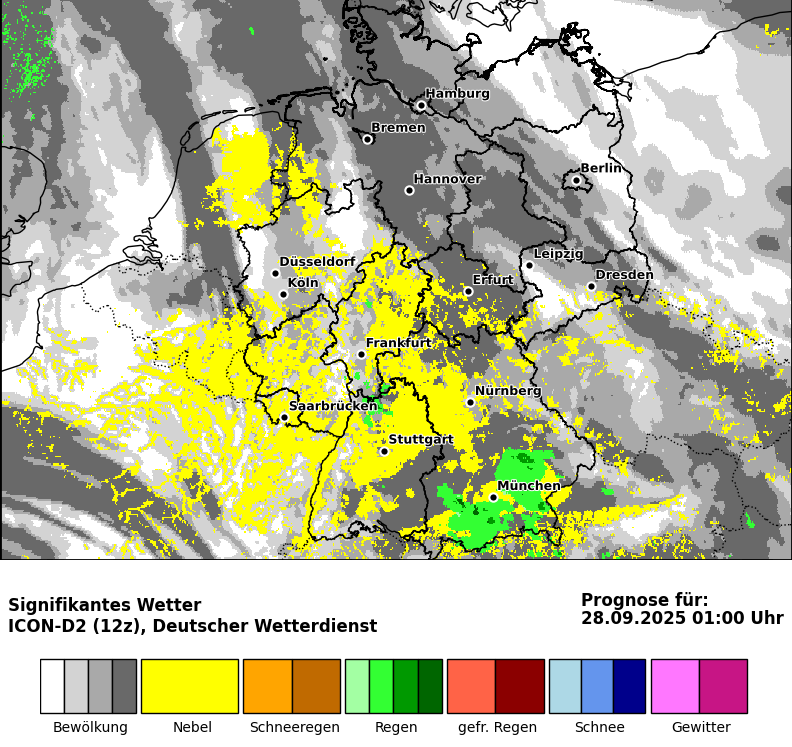 Hamburg
Bremen
Berlin
Hannover
Düsseldorf
Leipzig
Köln
Erfurt
Dresden
Frankfurt
Nürnberg
Saarbrücken
Stuttgart
München
Signifikantes Wetter
ICON-D2 (12z), Deutscher Wetterdienst
Prognose für:
28.09.2025 01:00 Uhr
Bewölkung Nebel Schneeregen Regen gefr. Regen Schnee Gewitter